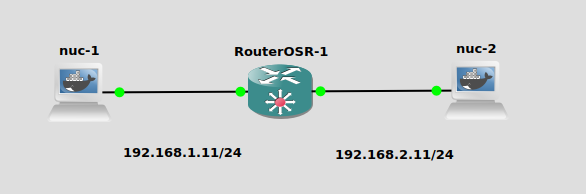 nuc-1
RouterOSR-1
nuc-2
192.168.1.11/24
192.168.2.11/24